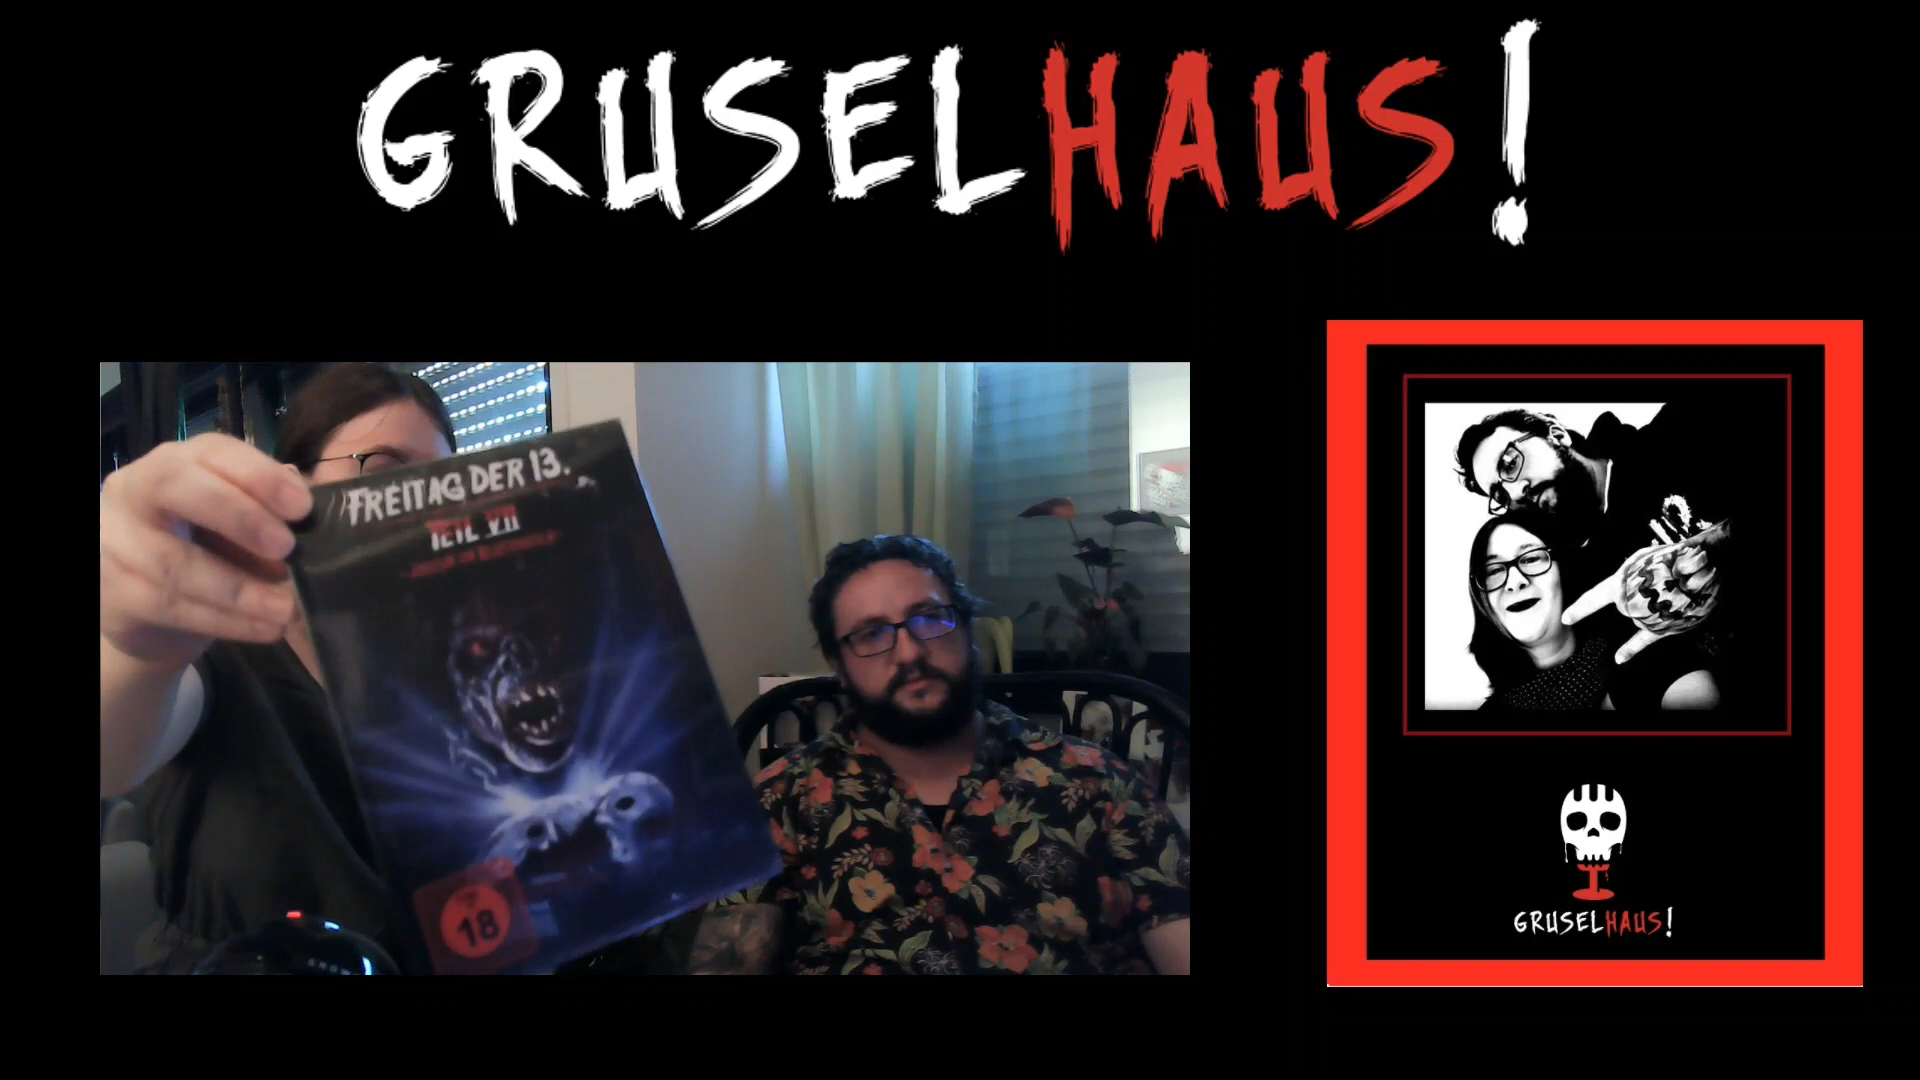 GRUSELHAUS!
FREITAG DER 13.
TEIL VII
18
GRUSELHAUS!